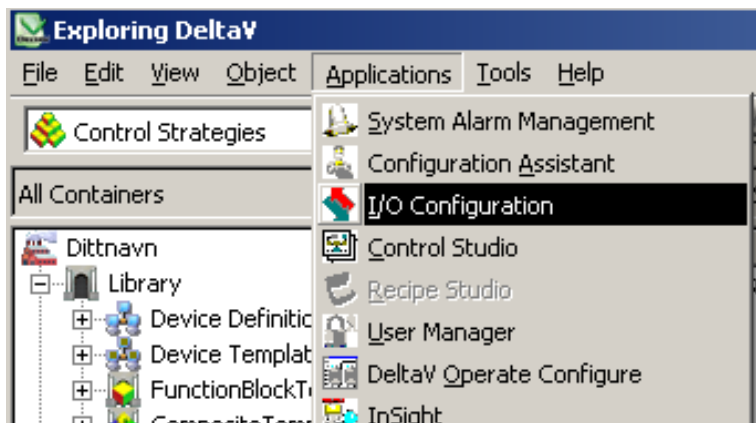 Exploring DeltaV
File Edit View Object Applications Tools Help
Control Strategies
All Containers
Dittnavn
Library
Device Definitic
Device Templat
FunctionBlockT
System Alarm Management
Configuration Assistant
I/O Configuration
Control Studio
Recipe Studio
User Manager
DeltaV Operate Configure
InSight